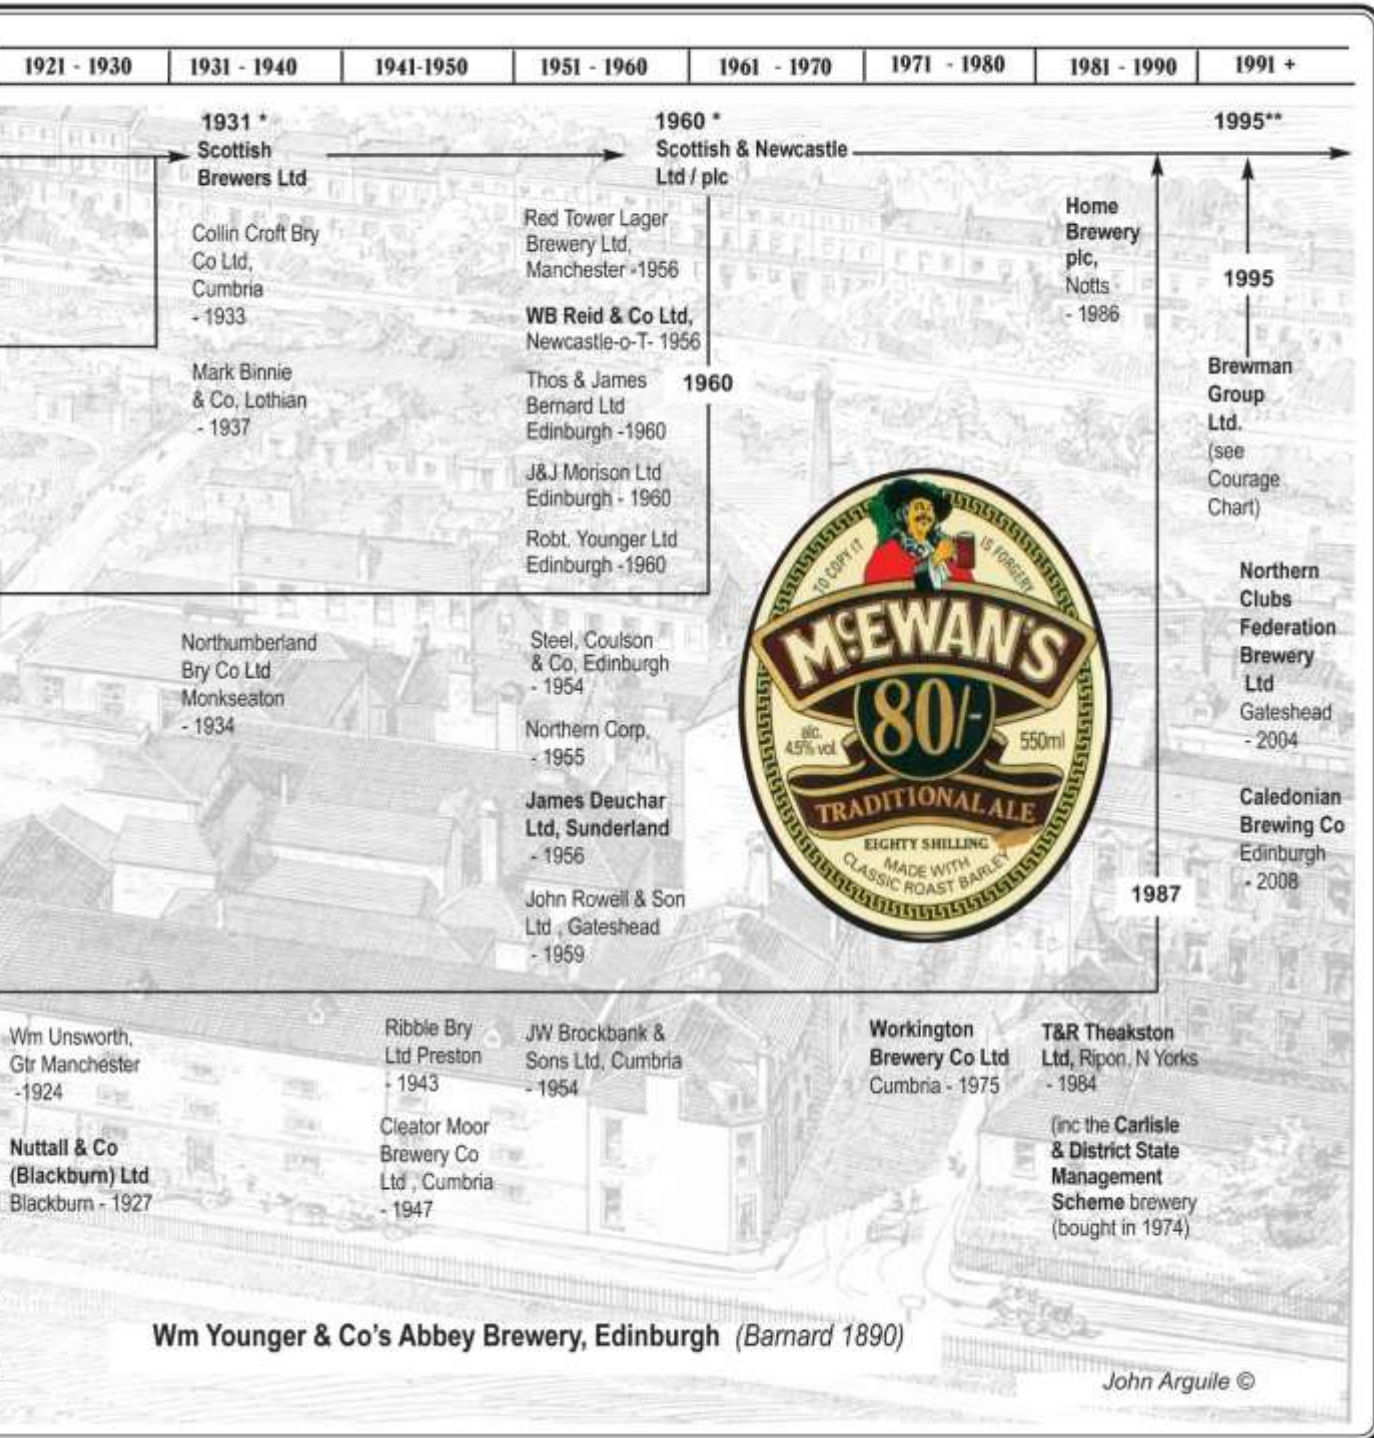 1921 - 1930
1931 - 1940
1941-1950
1951 - 1960
1961 - 1970
1971 - 1980
1981 - 1990
1991 +
1931 *
Scottish
Brewers Ltd
1960 *
Scottish & Newcastle
Ltd / plc
1995**
Collin Croft Bry
Co Ltd,
Cumbria
- 1933
Mark Binnie
& Co, Lothian
- 1937
Red Tower Lager
Brewery Ltd,
Manchester -1956
WB Reid & Co Ltd,
Newcastle-o-T- 1956
Thos & James
Bernard Ltd
Edinburgh -1960
J&J Morison Ltd
Edinburgh - 1960
Robt. Younger Ltd
Edinburgh -1960
1960
Home
Brewery
plc,
Notts
- 1986
1995
Brewman
Group
Ltd.
(see
Courage
Chart)
Northumberland
Bry Co Ltd
Monkseaton
- 1934
Steel, Coulson
& Co, Edinburgh
- 1954
Northern Corp,
- 1955
James Deuchar
Ltd, Sunderland
- 1956
John Rowell & Son
Ltd , Gateshead
- 1959
TO COPY IT
IS FORGERY
McEWAN'S
80/-
alc.
4.5% vol
550ml
TRADITIONAL ALE
EIGHTY SHILLING
MADE WITH
CLASSIC ROAST BARLEY
Northern
Clubs
Federation
Brewery
Ltd
Gateshead
- 2004
Caledonian
Brewing Co
Edinburgh
- 2008
1987
Wm Unsworth,
Gtr Manchester
-1924
Nuttall & Co
(Blackburn) Ltd
Blackburn - 1927
Ribble Bry
Ltd Preston
- 1943
Cleator Moor
Brewery Co
Ltd , Cumbria
- 1947
JW Brockbank &
Sons Ltd, Cumbria
- 1954
Workington
Brewery Co Ltd
Cumbria - 1975
T&R Theakston
Ltd, Ripon, N Yorks
- 1984
(inc the Carlisle
& District State
Management
Scheme brewery
(bought in 1974)
Wm Younger & Co's Abbey Brewery, Edinburgh (Barnard 1890)
John Arguile ©